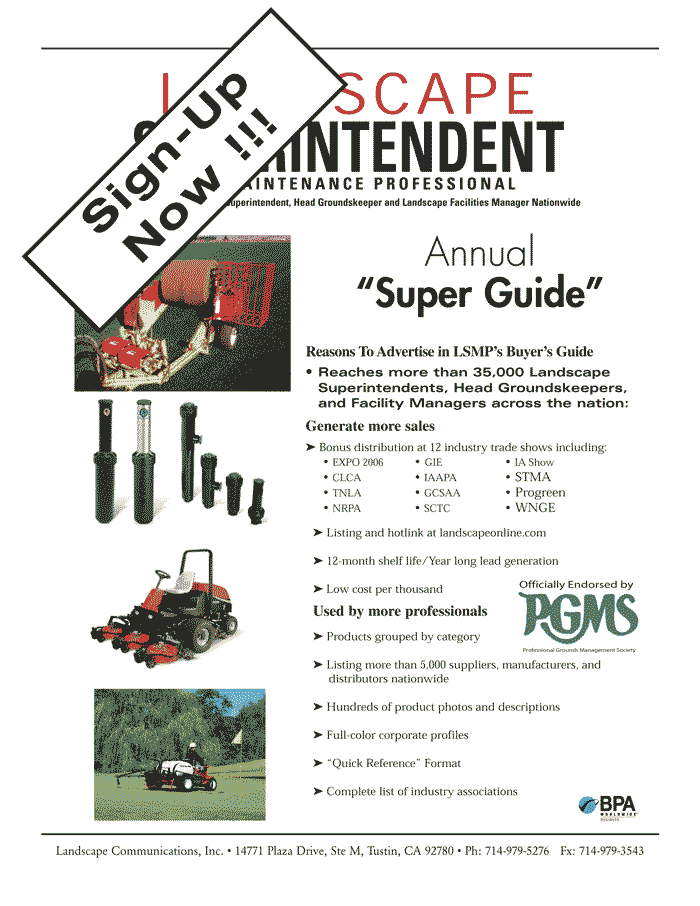 Sign-Up
Now !!!
SCAPE
INTENDENT
AINTENANCE PROFESSIONAL
uperintendent, Head Groundskeeper and Landscape Facilities Manager Nationwide
Annual
“Super Guide”
Reasons To Advertise in LSMP’s Buyer’s Guide
• Reaches more than 35,000 Landscape
Superintendents, Head Groundskeepers,
and Facility Managers across the nation:
Generate more sales
➤ Bonus distribution at 12 industry trade shows including:
• EXPO 2006 • GIE • IA Show
• CLCA • IAAPA • STMA
• TNLA • GCSAA • Progreen
• NRPA • SCTC • WNGE
➤ Listing and hotlink at landscapeonline.com
➤ 12-month shelf life/Year long lead generation
➤ Low cost per thousand
Officially Endorsed by
PGMS
Professional Grounds Management Society
Used by more professionals
➤ Products grouped by category
➤ Listing more than 5,000 suppliers, manufacturers, and
distributors nationwide
➤ Hundreds of product photos and descriptions
➤ Full-color corporate profiles
➤ “Quick Reference” Format
➤ Complete list of industry associations
BPA
WORLDWIDE
Landscape Communications, Inc. • 14771 Plaza Drive, Ste M, Tustin, CA 92780 • Ph: 714-979-5276 Fx: 714-979-3543